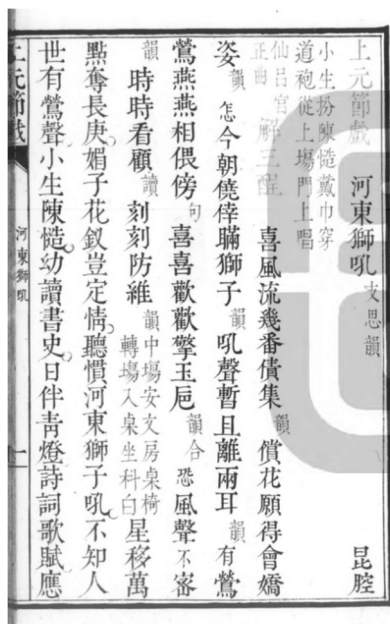 上元節戲 河東獅吼 支思韻 昆腔
小生扮陳慥戴巾穿
道袍從上場門上唱
仙呂宮
正曲 解三酲 喜風流幾番債集韻 償花願得會嬌
姿韻 怎今朝僥倖瞞獅子韻 吼聲暫且離兩耳韻 有鶯
鶯燕燕相偎傍句 喜喜歡歡擎玉卮韻 合 恐風聲不密
韻 時時看顧讀 刻刻防維韻 中場安文房桌椅
轉場入桌坐科白 星移萬
點奪長庚媚子花釵豈定情聽慣河東獅子吼不知人
世有鶯聲小生陳慥幼讀書史日伴青燈詩詞歌賦應
上元節戲 河東獅吼 一